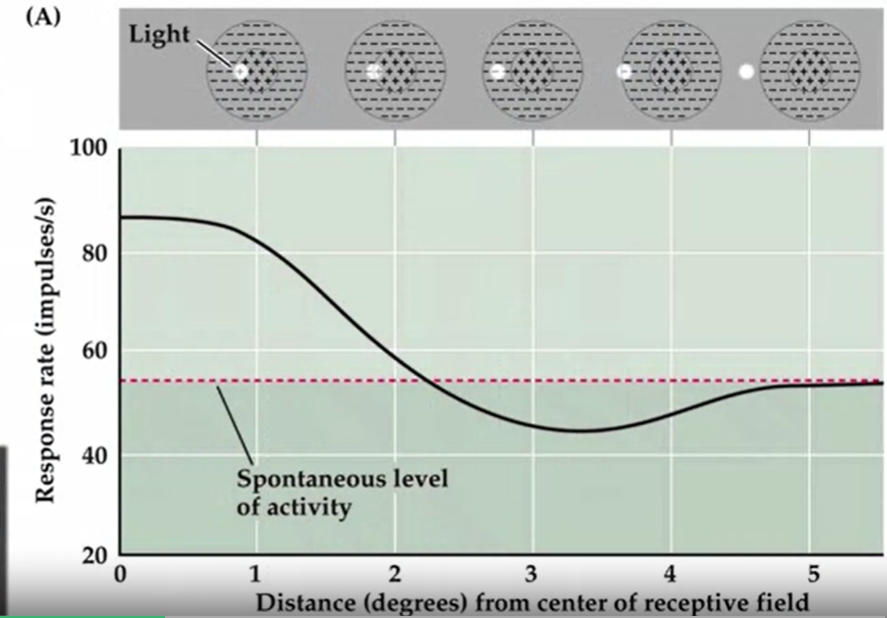 (A)
Light
100
80
60
40
20
Response rate (impulses/s)
Spontaneous level
of activity
0 1 2 3 4 5
Distance (degrees) from center of receptive field